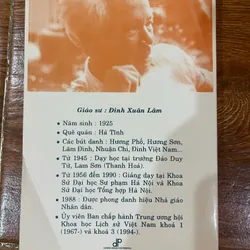 Giáo sư : Đinh Xuân Lâm
• Năm sinh : 1925
• Quê quán : Hà Tĩnh
• Các bút danh : Hương Phố, Hương Sơn,
Lâm Đình, Nhuận Chi, Đinh Việt Nam...
• Từ 1945 : Dạy học tại trường Đào Duy
Từ, Lam Sơn (Thanh Hoá).
• Từ 1956 đến 1990 : Giảng dạy tại Khoa
Sử Đại học Sư phạm Hà Nội và Khoa
Sử Đại học Tổng hợp Hà Nội.
• 1988 : Được phong danh hiệu Nhà giáo
Nhân dân.
• Ủy viên Ban chấp hành Trung ương hội
Khoa học Lịch sử Việt Nam khoá 1
(1967-) và khoá 3 (1994-)